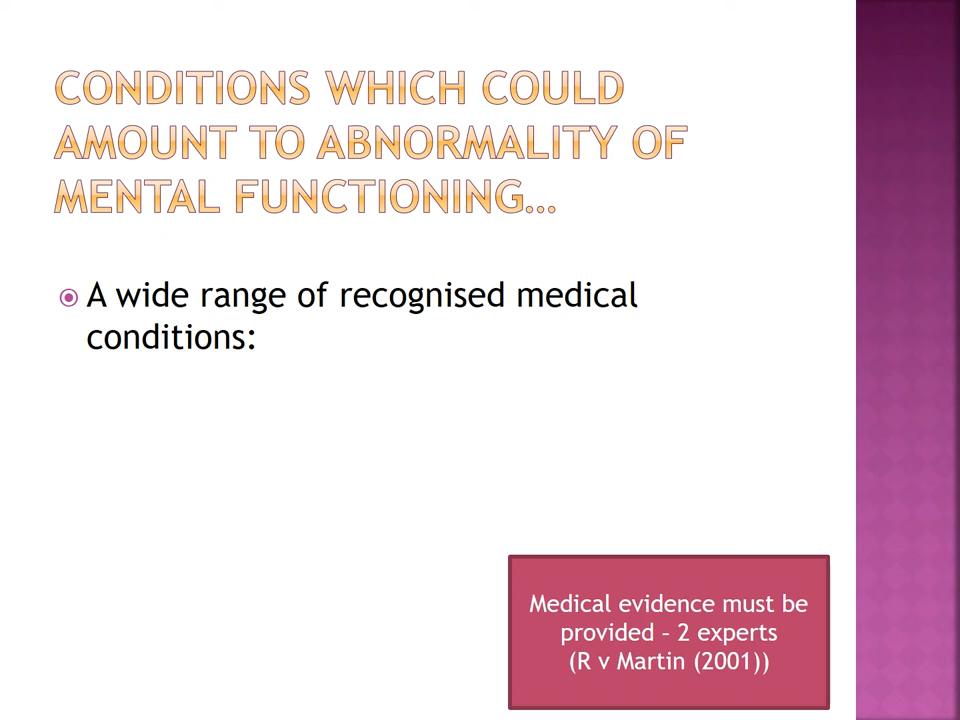 CONDITIONS WHICH COULD
AMOUNT TO ABNORMALITY OF
MENTAL FUNCTIONING…
A wide range of recognised medical
conditions:
Medical evidence must be
provided – 2 experts
(R v Martin (2001))